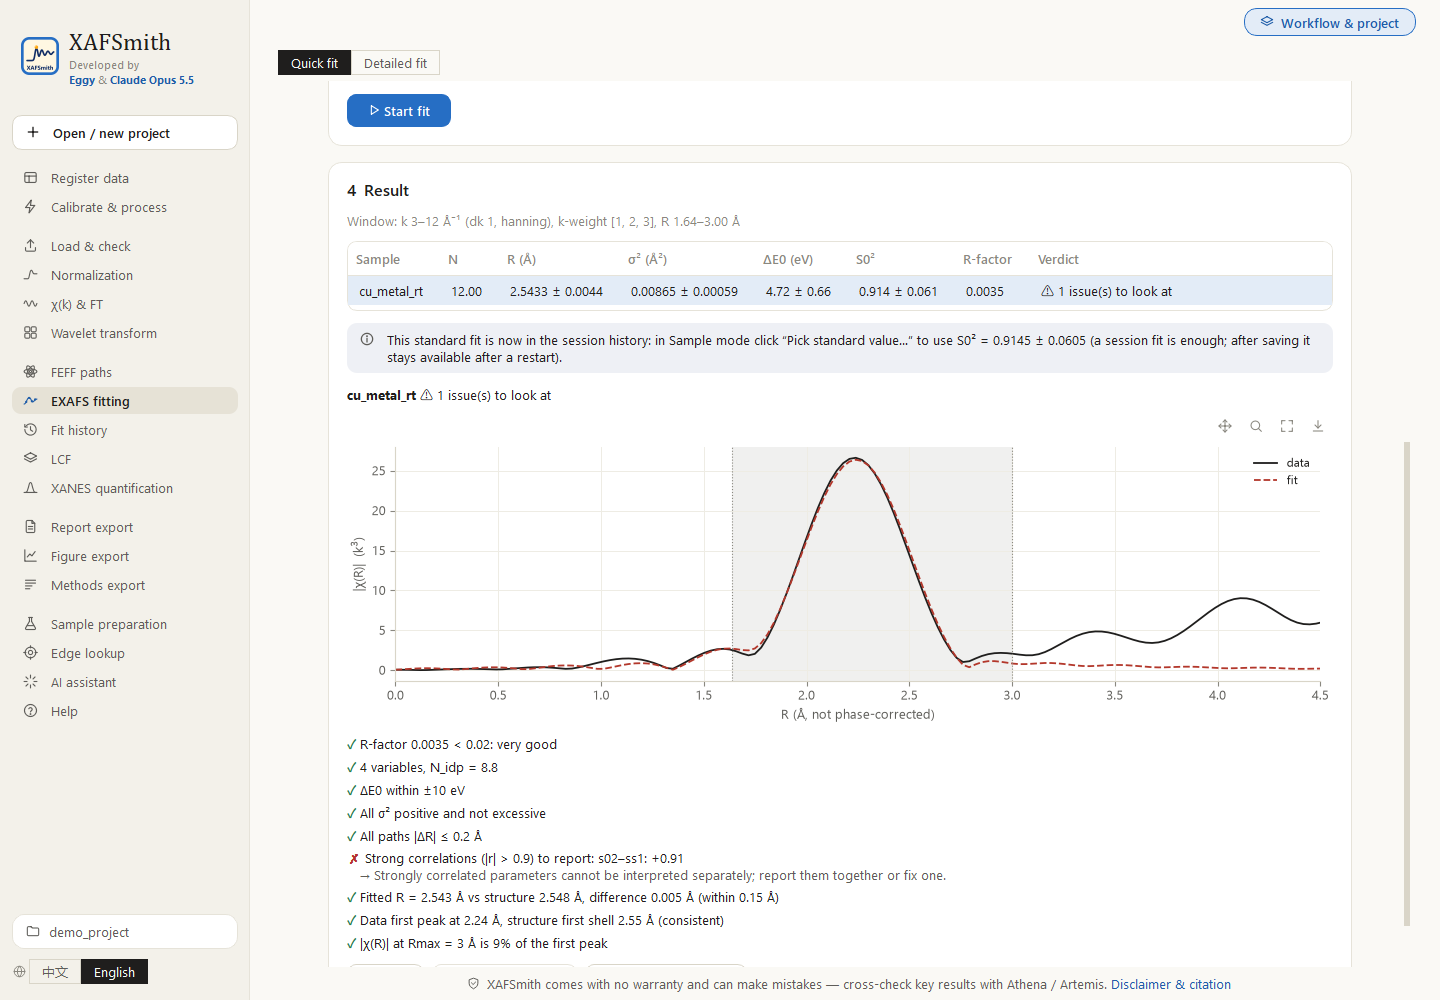 XAFSmith
Developed by
Eggy & Claude Opus 5.5
XAFSmith
Open / new project
Register data
Calibrate & process
Load & check
Normalization
χ(k) & FT
Wavelet transform
FEFF paths
EXAFS fitting
Fit history
LCF
XANES quantification
Report export
Figure export
Methods export
Sample preparation
Edge lookup
AI assistant
Help
demo_project
中文 English
Workflow & project
Quick fit Detailed fit
Start fit
4 Result
Window: k 3–12 Å⁻¹ (dk 1, hanning), k-weight [1, 2, 3], R 1.64–3.00 Å
Sample N R (Å) σ² (Å²) ΔE0 (eV) S0² R-factor Verdict
cu_metal_rt 12.00 2.5433 ± 0.0044 0.00865 ± 0.00059 4.72 ± 0.66 0.914 ± 0.061 0.0035 ⚠ 1 issue(s) to look at
This standard fit is now in the session history: in Sample mode click “Pick standard value…” to use S0² = 0.9145 ± 0.0605 (a session fit is enough; after saving it
stays available after a restart).
cu_metal_rt ⚠ 1 issue(s) to look at
data
fit
|χ(R)| (k³)
25
20
15
10
5
0
0.0 0.5 1.0 1.5 2.0 2.5 3.0 3.5 4.0 4.5
R (Å, not phase-corrected)
✓ R-factor 0.0035 < 0.02: very good
✓ 4 variables, N_idp = 8.8
✓ ΔE0 within ±10 eV
✓ All σ² positive and not excessive
✓ All paths |ΔR| ≤ 0.2 Å
✗ Strong correlations (|r| > 0.9) to report: s02–ss1: +0.91
→ Strongly correlated parameters cannot be interpreted separately; report them together or fix one.
✓ Fitted R = 2.543 Å vs structure 2.548 Å, difference 0.005 Å (within 0.15 Å)
✓ Data first peak at 2.24 Å, structure first shell 2.55 Å (consistent)
✓ |χ(R)| at Rmax = 3 Å is 9% of the first peak
XAFSmith comes with no warranty and can make mistakes — cross-check key results with Athena / Artemis. Disclaimer & citation